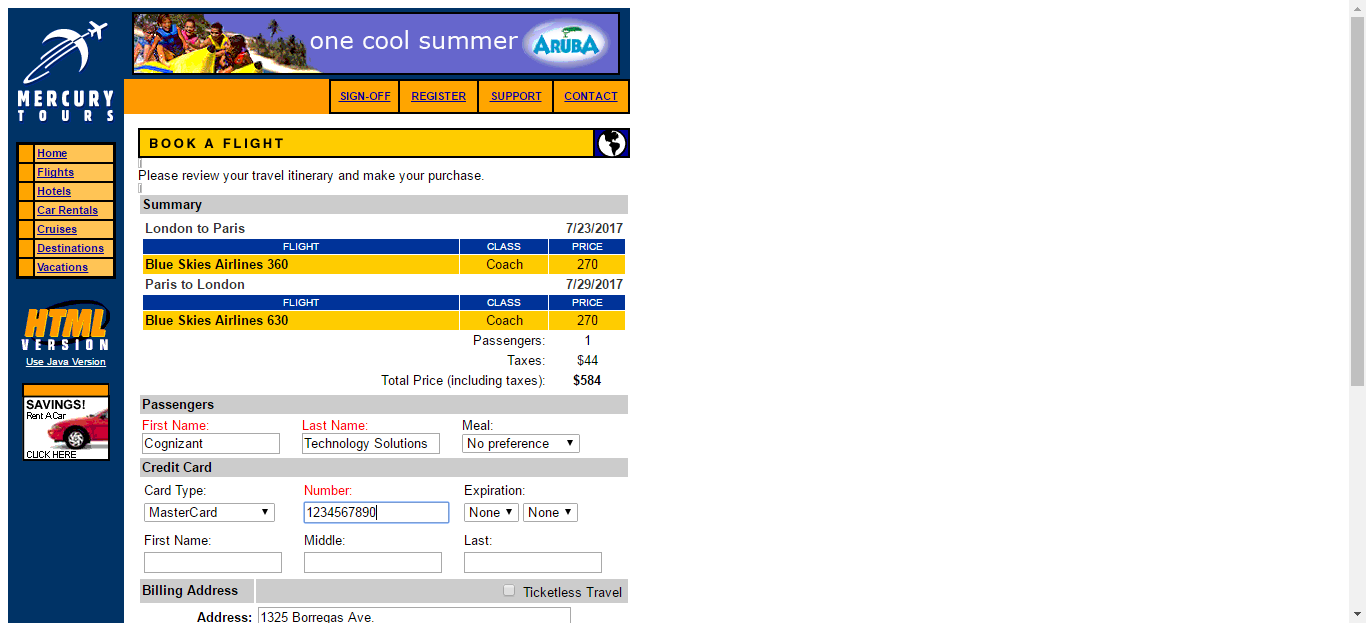 one cool summer ARUBA
MERCURY
TOURS
SIGN-OFF REGISTER SUPPORT CONTACT
BOOK A FLIGHT
Home
Flights
Hotels
Car Rentals
Cruises
Destinations
Vacations
HTML
VERSION
Use Java Version
SAVINGS!
Rent A Car
CLICK HERE
Please review your travel itinerary and make your purchase.
Summary
London to Paris 7/23/2017
FLIGHT CLASS PRICE
Blue Skies Airlines 360 Coach 270
Paris to London 7/29/2017
FLIGHT CLASS PRICE
Blue Skies Airlines 630 Coach 270
Passengers: 1
Taxes: $44
Total Price (including taxes): $584
Passengers
First Name: Last Name: Meal:
Cognizant Technology Solutions No preference
Credit Card
Card Type: Number: Expiration:
MasterCard 1234567890 None None
First Name: Middle: Last:
Billing Address Ticketless Travel
Address: 1325 Borregas Ave.